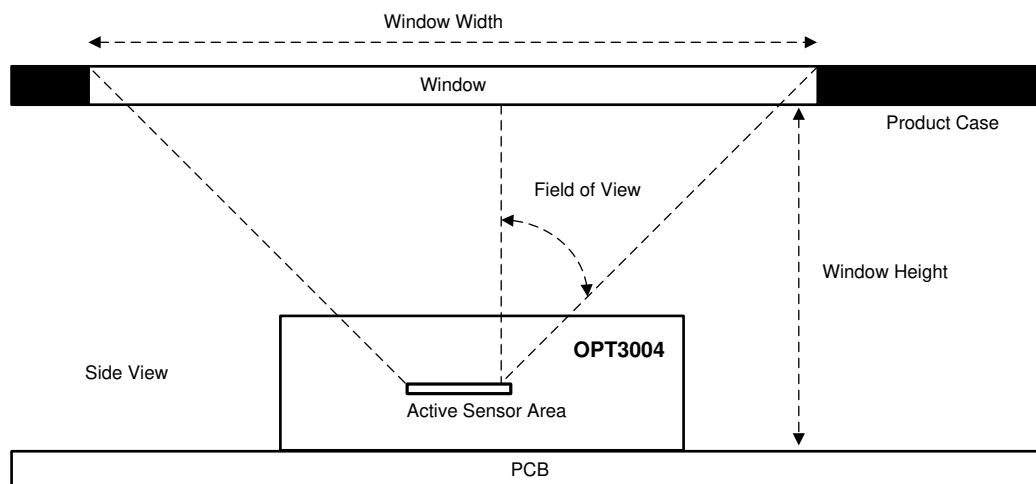 Window Width
Window
Product Case
Field of View
Window Height
OPT3004
Side View
Active Sensor Area
PCB